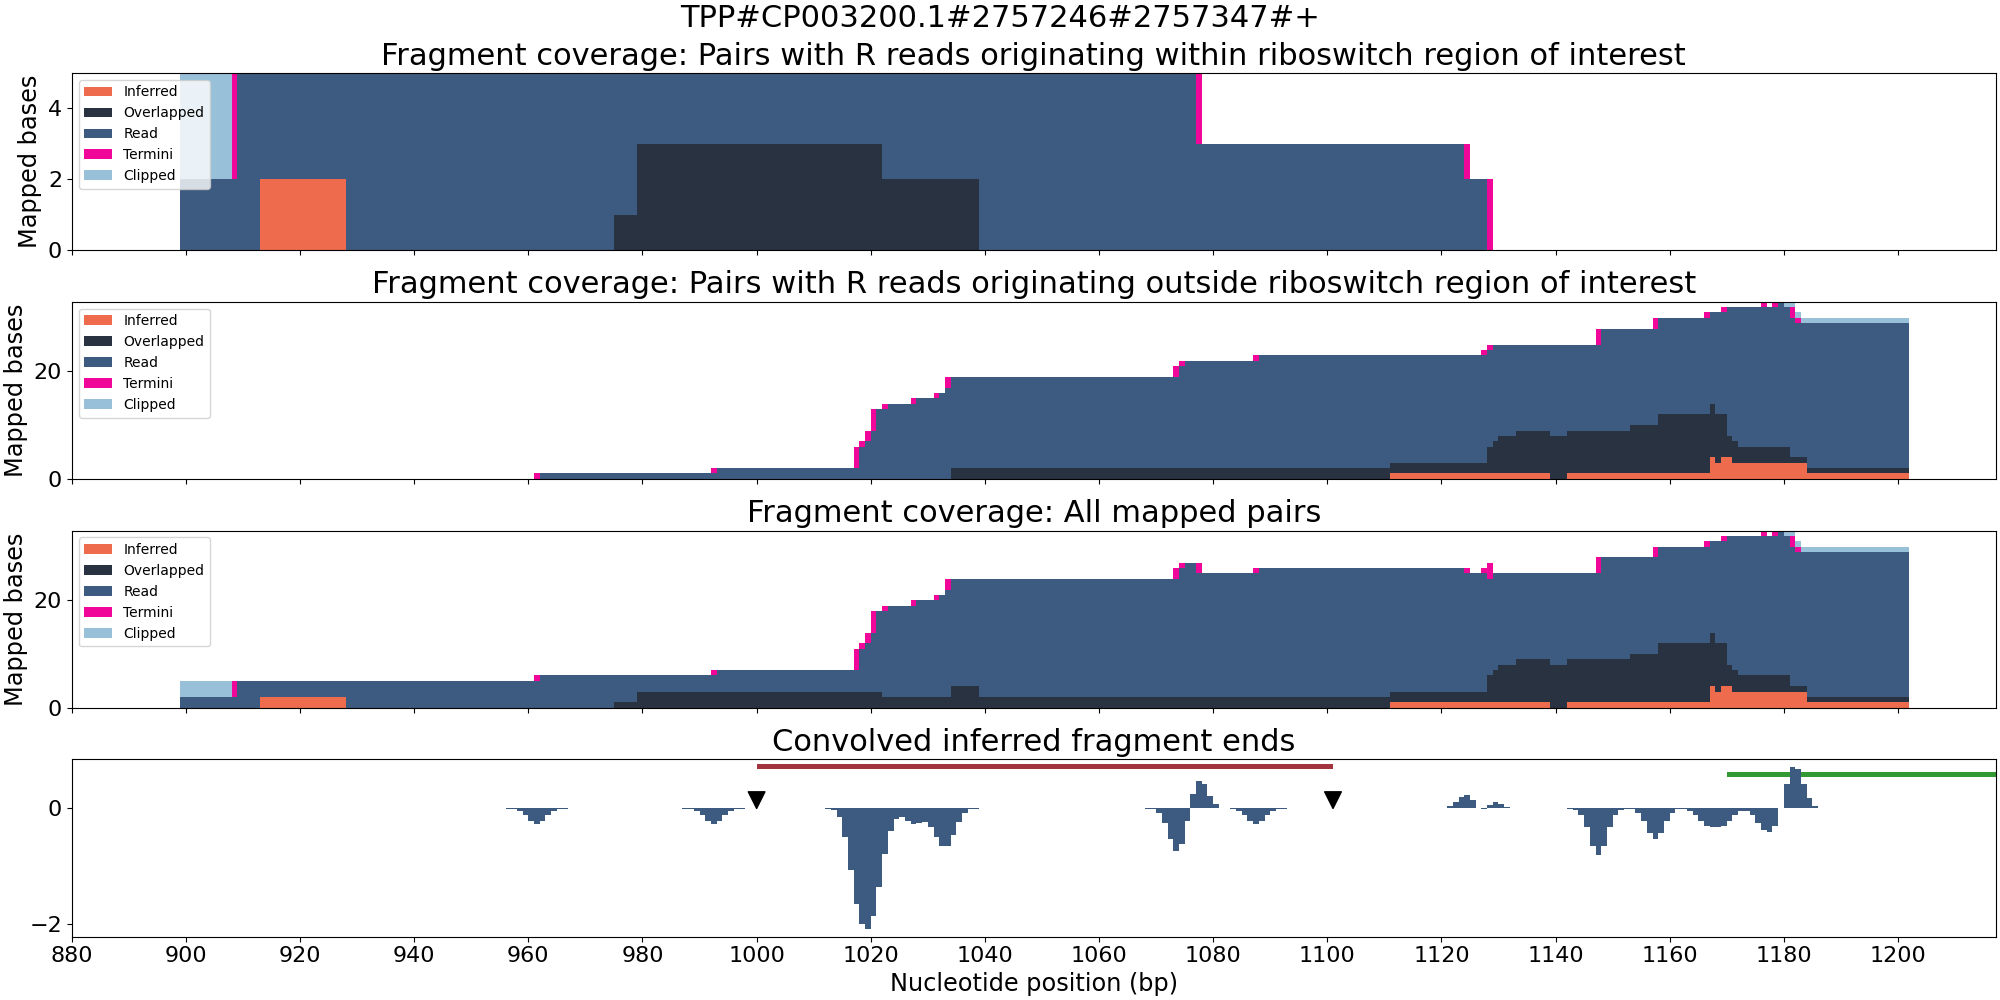 TPP#CP003200.1#2757246#2757347#+
Fragment coverage: Pairs with R reads originating within riboswitch region of interest
Mapped bases
4
2
0
Inferred
Overlapped
Read
Termini
Clipped
Fragment coverage: Pairs with R reads originating outside riboswitch region of interest
Mapped bases
20
0
Inferred
Overlapped
Read
Termini
Clipped
Fragment coverage: All mapped pairs
Mapped bases
20
0
Inferred
Overlapped
Read
Termini
Clipped
Convolved inferred fragment ends
0
−2
880 900 920 940 960 980 1000 1020 1040 1060 1080 1100 1120 1140 1160 1180 1200
Nucleotide position (bp)